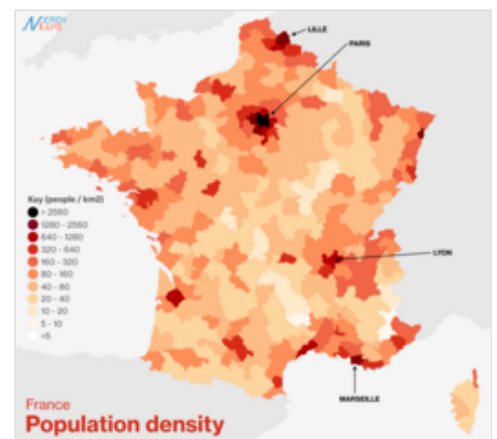 NERDY
MAPS
LILLE
PARIS
Key (people / km2)
> 2560
1280 - 2560
640 - 1280
320 - 640
160 - 320
80 - 160
40 - 80
20 - 40
10 - 20
5 - 10
<5
LYON
MARSEILLE
France
Population density